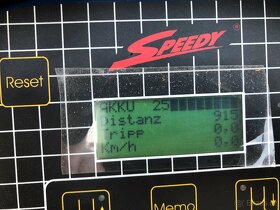 SPEEDY
Reset
AKKU 25
Distanz 915
Tripp 0,0
Km/h 0,0
Memo